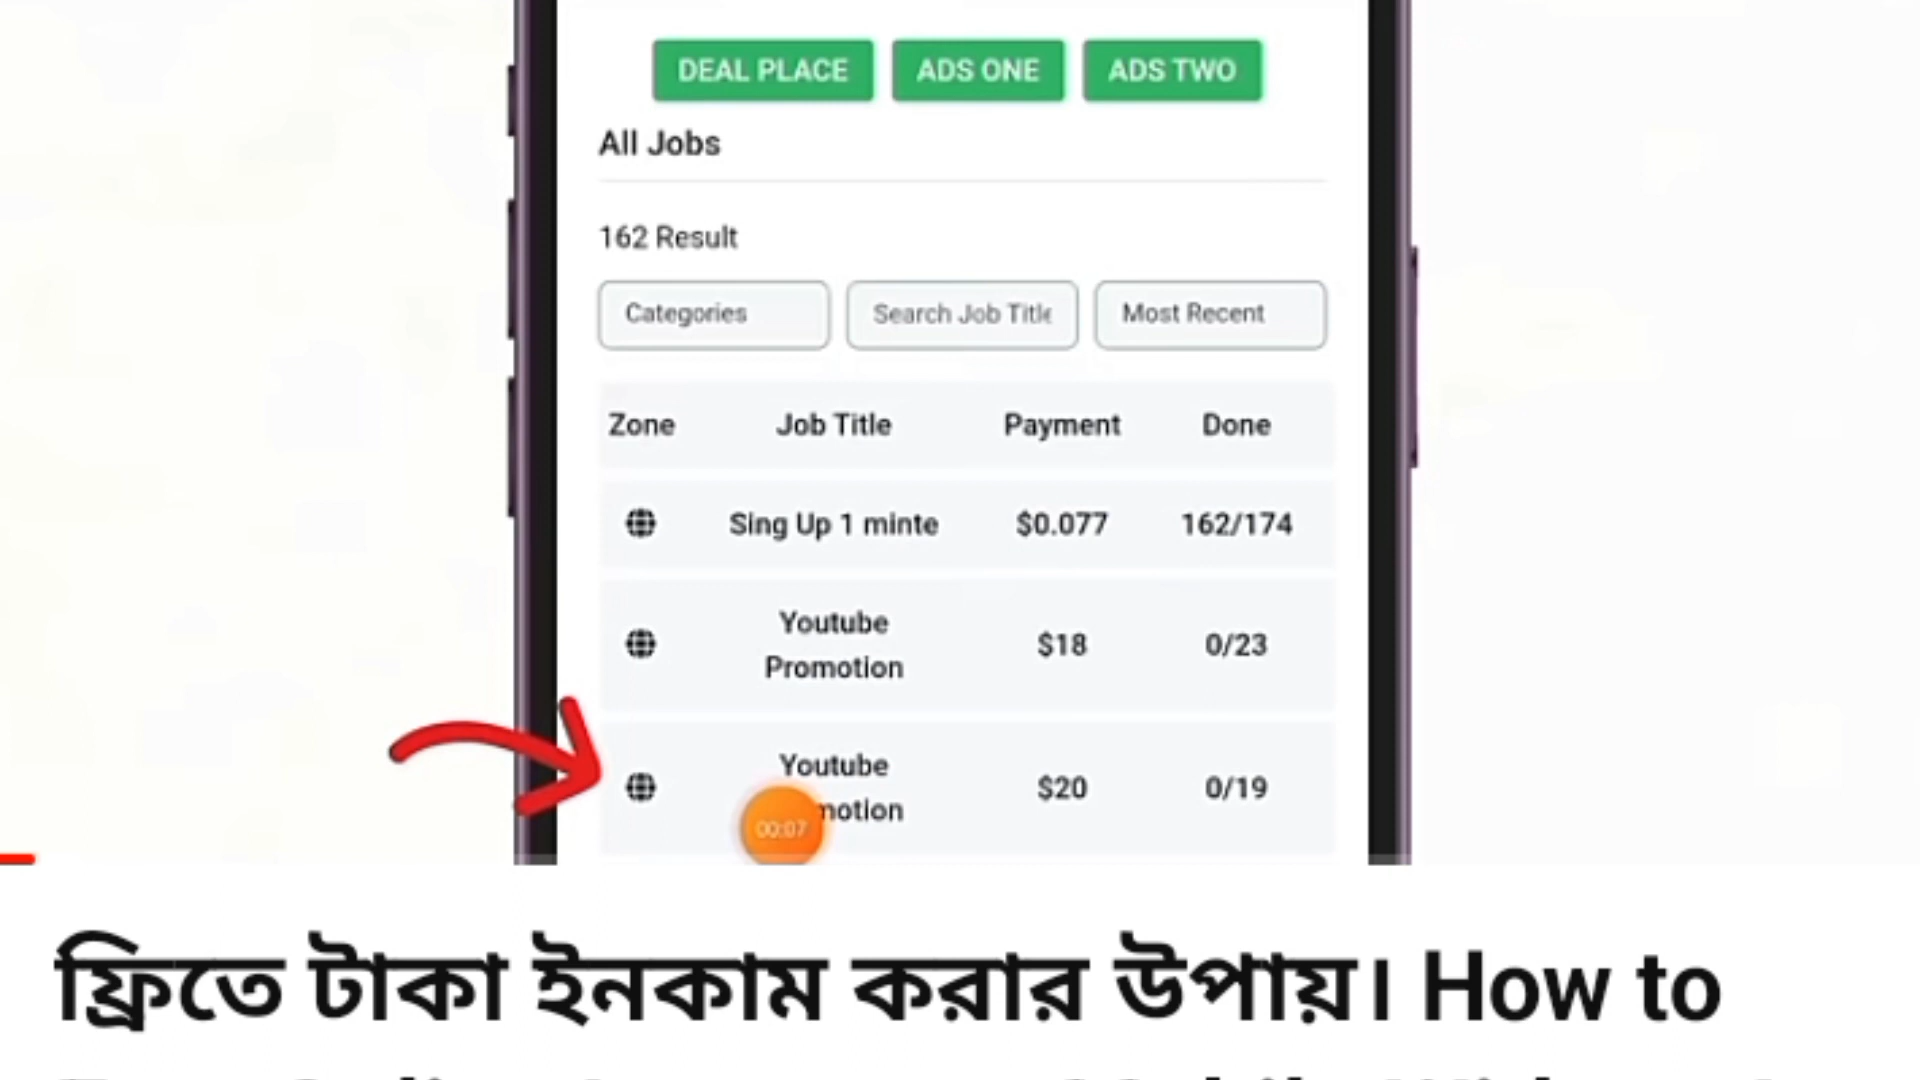 DEAL PLACE ADS ONE ADS TWO
All Jobs
162 Result
Categories Search Job Title Most Recent
Zone Job Title Payment Done
Sing Up 1 minte $0.077 162/174
Youtube
Promotion $18 0/23
Youtube
motion $20 0/19
00:07
ফ্রিতে টাকা ইনকাম করার উপায়। How to